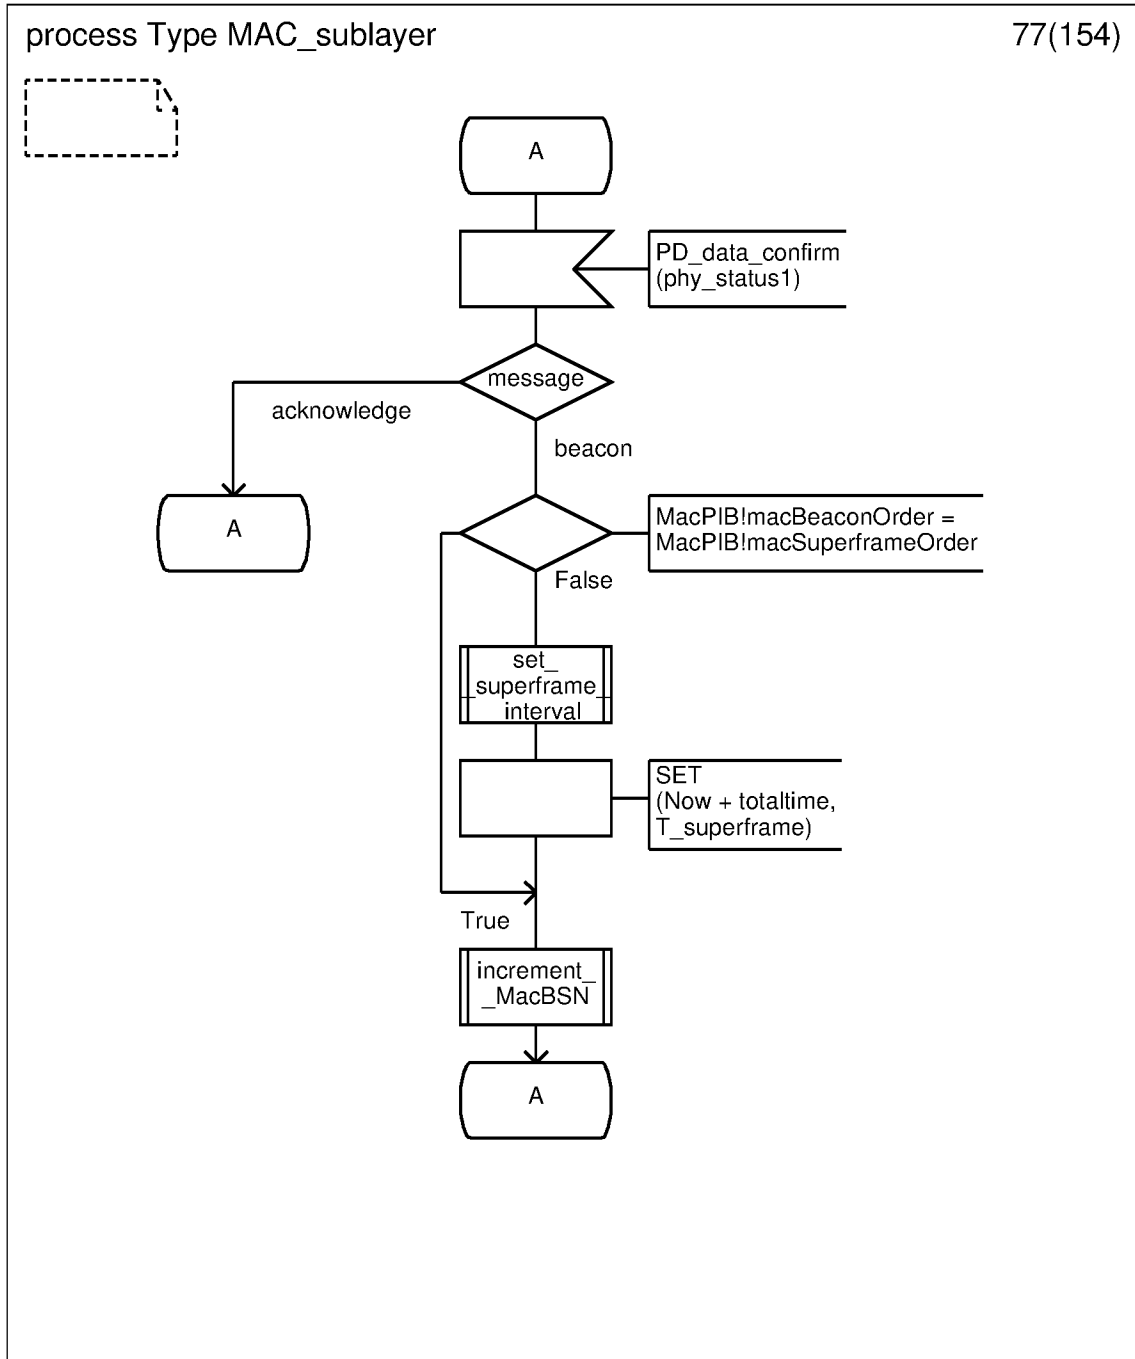 process Type MAC_sublayer
77(154)
A
PD_data_confirm
(phy_status1)
message
acknowledge
beacon
A
MacPIB!macBeaconOrder =
MacPIB!macSuperframeOrder
False
set_
_superframe_
interval
SET
(Now + totaltime,
T_superframe)
True
increment_
_MacBSN
A